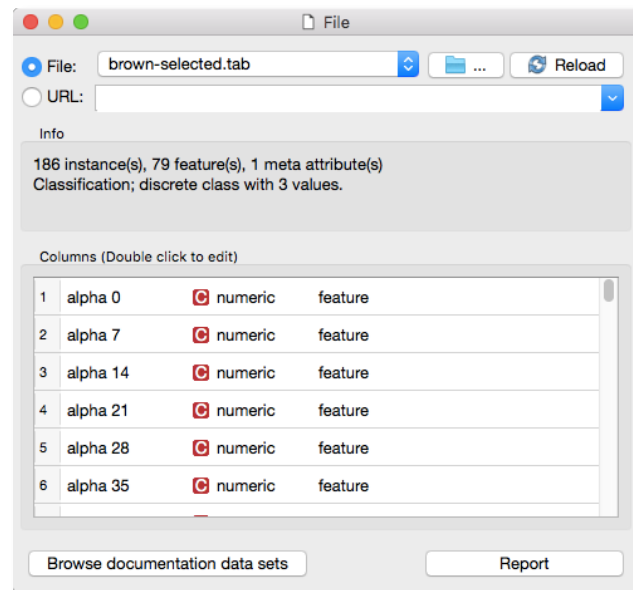 File
File: brown-selected.tab ... Reload
URL:
Info
186 instance(s), 79 feature(s), 1 meta attribute(s)
Classification; discrete class with 3 values.
Columns (Double click to edit)
1 alpha 0 C numeric feature
2 alpha 7 C numeric feature
3 alpha 14 C numeric feature
4 alpha 21 C numeric feature
5 alpha 28 C numeric feature
6 alpha 35 C numeric feature
Browse documentation data sets Report